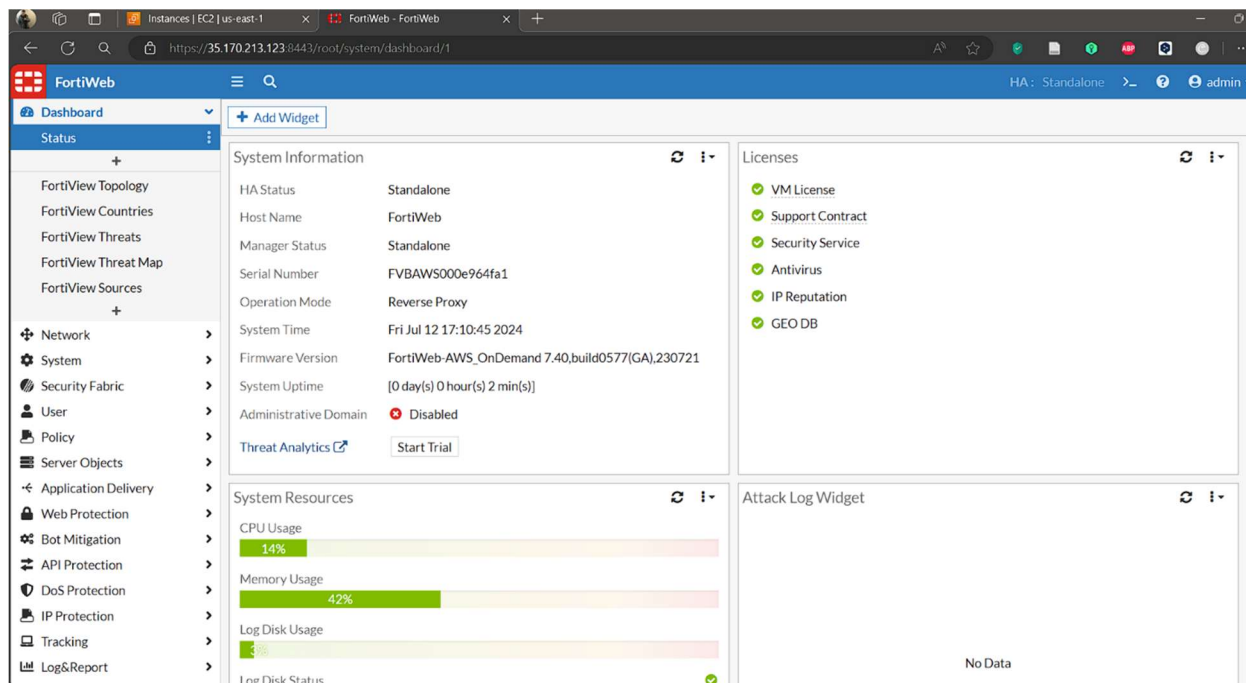 Instances | EC2 | us-east-1
FortiWeb - FortiWeb
https://35.170.213.123:8443/root/system/dashboard/1
ABP
FortiWeb
HA: Standalone
admin
Dashboard
Status
FortiView Topology
FortiView Countries
FortiView Threats
FortiView Threat Map
FortiView Sources
Network
System
Security Fabric
User
Policy
Server Objects
Application Delivery
Web Protection
Bot Mitigation
API Protection
DoS Protection
IP Protection
Tracking
Log&Report
Add Widget
System Information
HA Status Standalone
Host Name FortiWeb
Manager Status Standalone
Serial Number FVBAWS000e964fa1
Operation Mode Reverse Proxy
System Time Fri Jul 12 17:10:45 2024
Firmware Version FortiWeb-AWS_OnDemand 7.40,build0577(GA),230721
System Uptime [0 day(s) 0 hour(s) 2 min(s)]
Administrative Domain Disabled
Threat Analytics Start Trial
Licenses
VM License
Support Contract
Security Service
Antivirus
IP Reputation
GEO DB
System Resources
CPU Usage
14%
Memory Usage
42%
Log Disk Usage
Log Disk Status
Attack Log Widget
No Data